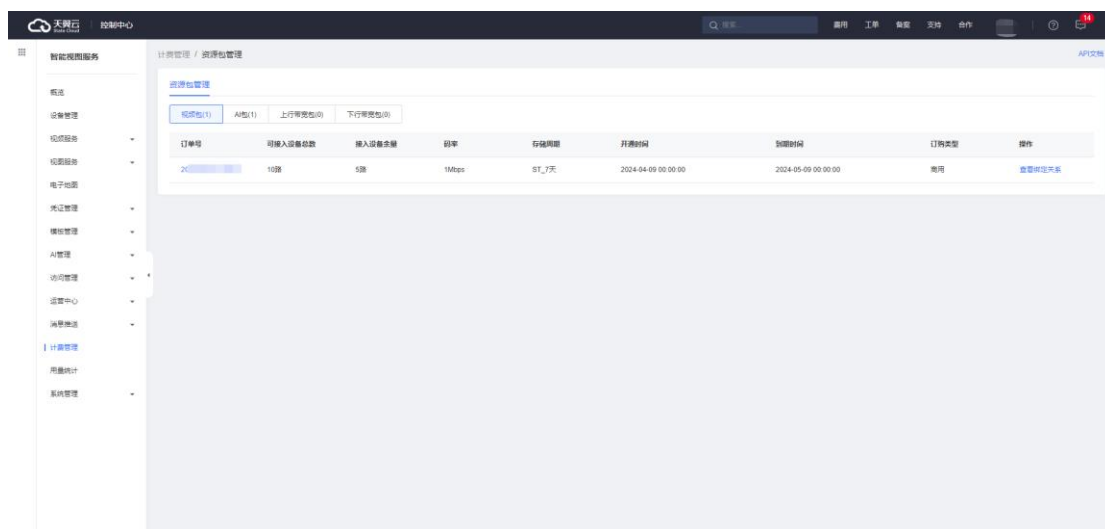 天翼云 控制中心 搜索... 费用 工单 备案 支持 合作 14
State Cloud
智能视图服务 计费管理 / 资源包管理 API文档
概览
设备管理
视频服务
视图服务
电子地图
凭证管理
模板管理
AI管理
访问管理
运营中心
消息推送
计费管理
用量统计
系统管理
资源包管理
视频包(1) AI包(1) 上行带宽包(0) 下行带宽包(0)
订单号 可接入设备总数 接入设备余量 码率 存储周期 开通时间 到期时间 订购类型 操作
10路 5路 1Mbps ST_7天 2024-04-09 00:00:00 2024-05-09 00:00:00 商用 查看绑定关系